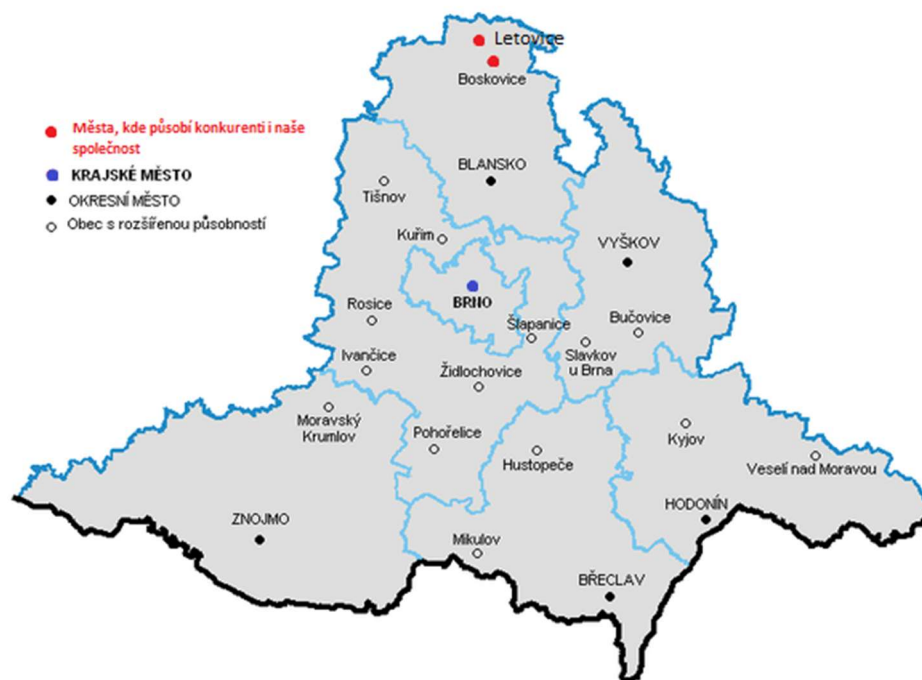 Letovice
Boskovice
Města, kde působí konkurenti i naše
společnost
KRAJSKÉ MĚSTO
OKRESNÍ MĚSTO
Obec s rozšířenou působností
BLANSKO
Tišnov
Kuřim
VYŠKOV
BRNO
Rosice
Šlapanice
Bučovice
Slavkov
u Brna
Ivančice
Židlochovice
Moravský
Krumlov
Pohořelice
Hustopeče
Kyjov
Veselí nad Moravou
ZNOJMO
HODONÍN
Mikulov
BŘECLAV